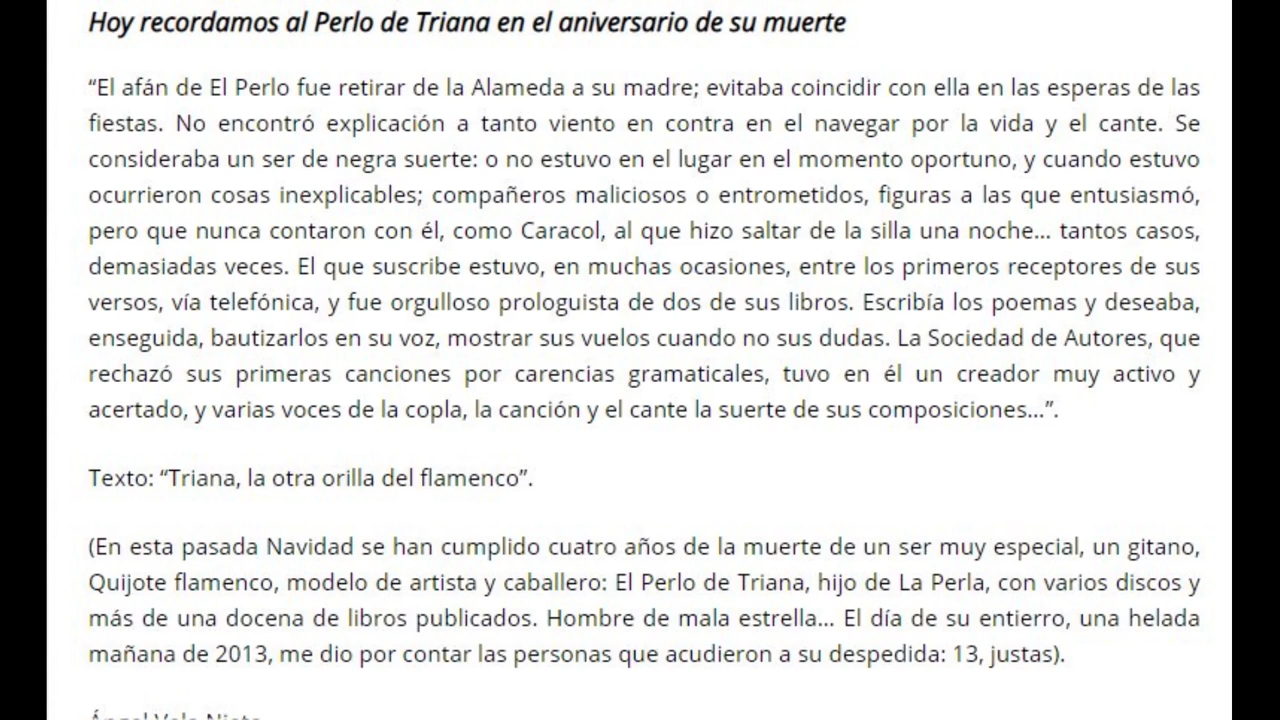 Hoy recordamos al Perlo de Triana en el aniversario de su muerte
“El afán de El Perlo fue retirar de la Alameda a su madre; evitaba coincidir con ella en las esperas de las
fiestas. No encontró explicación a tanto viento en contra en el navegar por la vida y el cante. Se
consideraba un ser de negra suerte: o no estuvo en el lugar en el momento oportuno, y cuando estuvo
ocurrieron cosas inexplicables; compañeros maliciosos o entrometidos, figuras a las que entusiasmó,
pero que nunca contaron con él, como Caracol, al que hizo saltar de la silla una noche... tantos casos,
demasiadas veces. El que suscribe estuvo, en muchas ocasiones, entre los primeros receptores de sus
versos, vía telefónica, y fue orgulloso prologuista de dos de sus libros. Escribía los poemas y deseaba,
enseguida, bautizarlos en su voz, mostrar sus vuelos cuando no sus dudas. La Sociedad de Autores, que
rechazó sus primeras canciones por carencias gramaticales, tuvo en él un creador muy activo y
acertado, y varias voces de la copla, la canción y el cante la suerte de sus composiciones...”.
Texto: “Triana, la otra orilla del flamenco”.
(En esta pasada Navidad se han cumplido cuatro años de la muerte de un ser muy especial, un gitano,
Quijote flamenco, modelo de artista y caballero: El Perlo de Triana, hijo de La Perla, con varios discos y
más de una docena de libros publicados. Hombre de mala estrella... El día de su entierro, una helada
mañana de 2013, me dio por contar las personas que acudieron a su despedida: 13, justas).
Ángel Vela Nieto